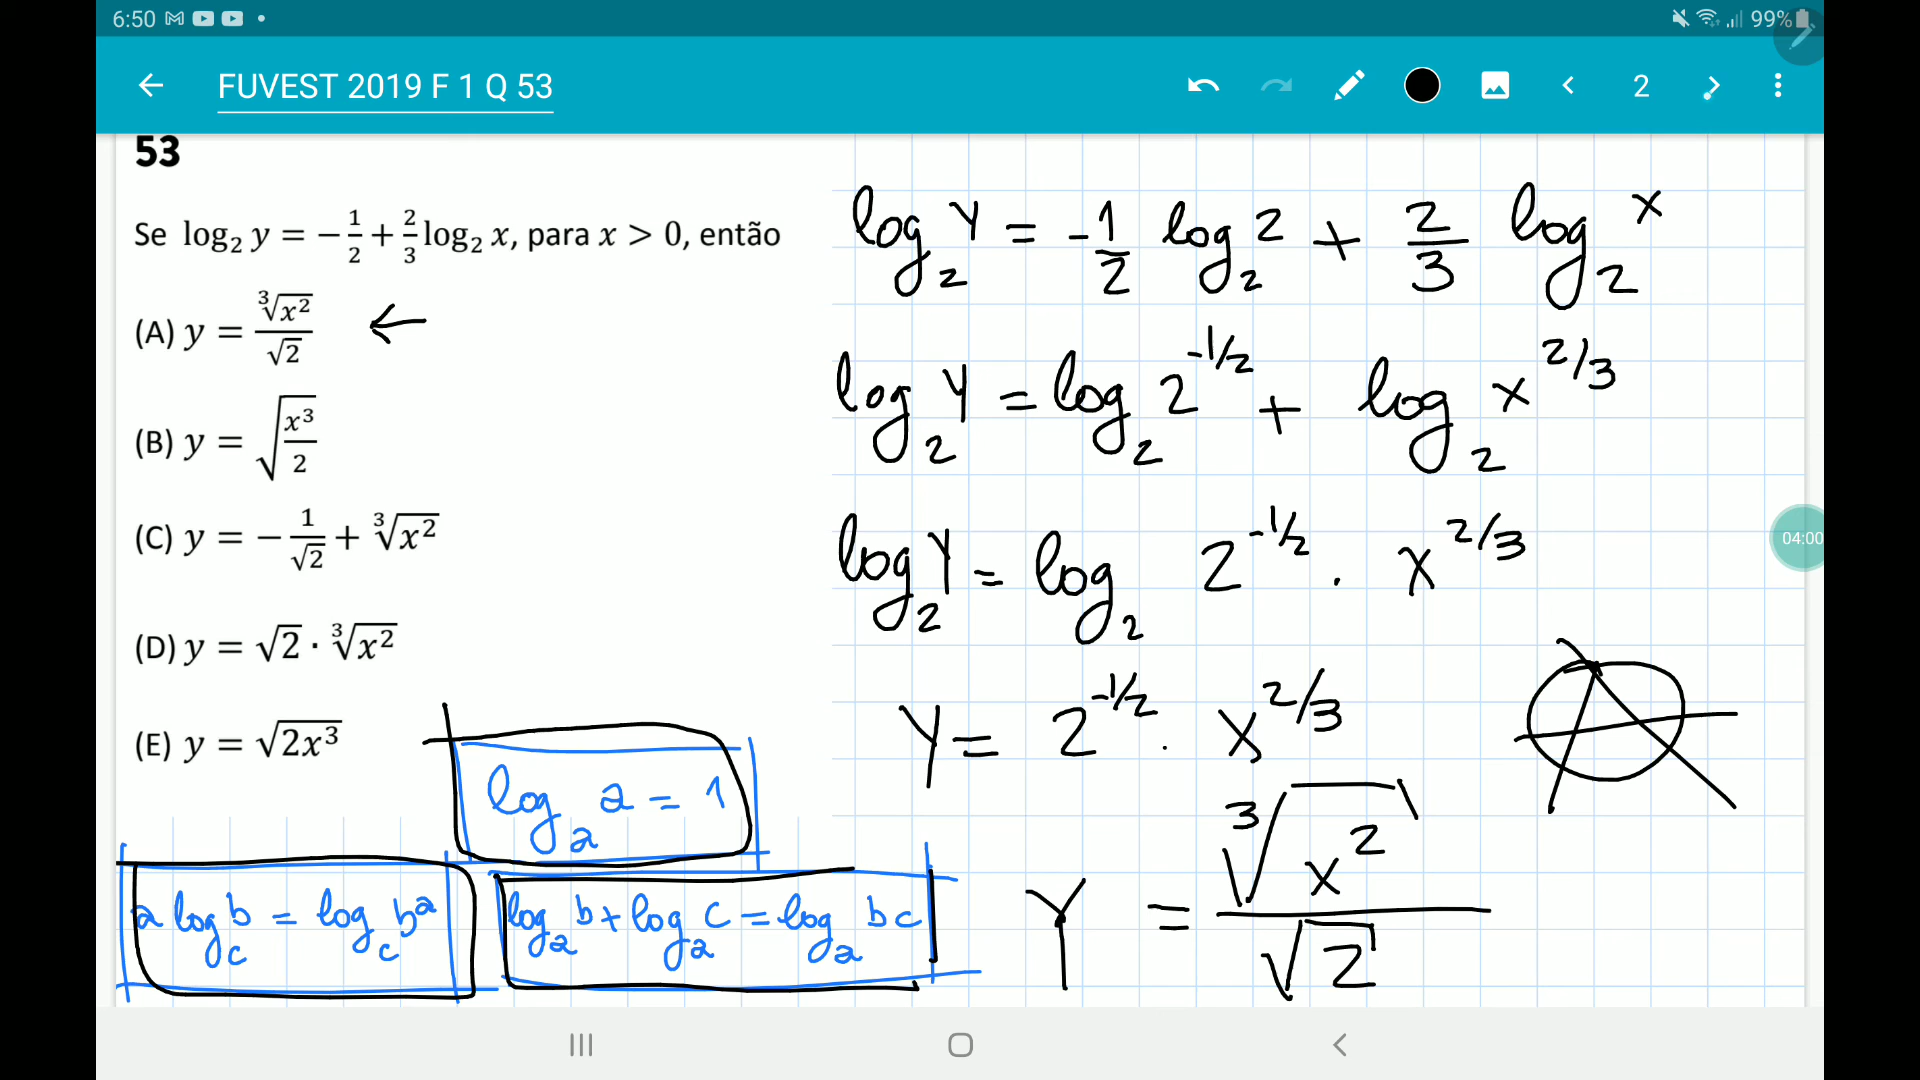 6:50
99%
FUVEST 2019 F 1 Q 53
2
53
Se log₂ y = −1/2 + 2/3 log₂ x, para x > 0, então
(A) y = ∛x² / √2 ←
(B) y = √(x³/2)
(C) y = −1/√2 + ∛x²
(D) y = √2 · ∛x²
(E) y = √2x³
log₂ Y = -1/2 log₂ 2 + 2/3 log₂ x
log₂ Y = log₂ 2^(-1/2) + log₂ x^(2/3)
log₂ Y = log₂ 2^(-1/2) · x^(2/3)
Y = 2^(-1/2) · x^(2/3)
A
Y = ∛x² / √2
logₐ a = 1
a log_c b = log_c bᵃ
logₐ b + logₐ c = logₐ bc
04:00